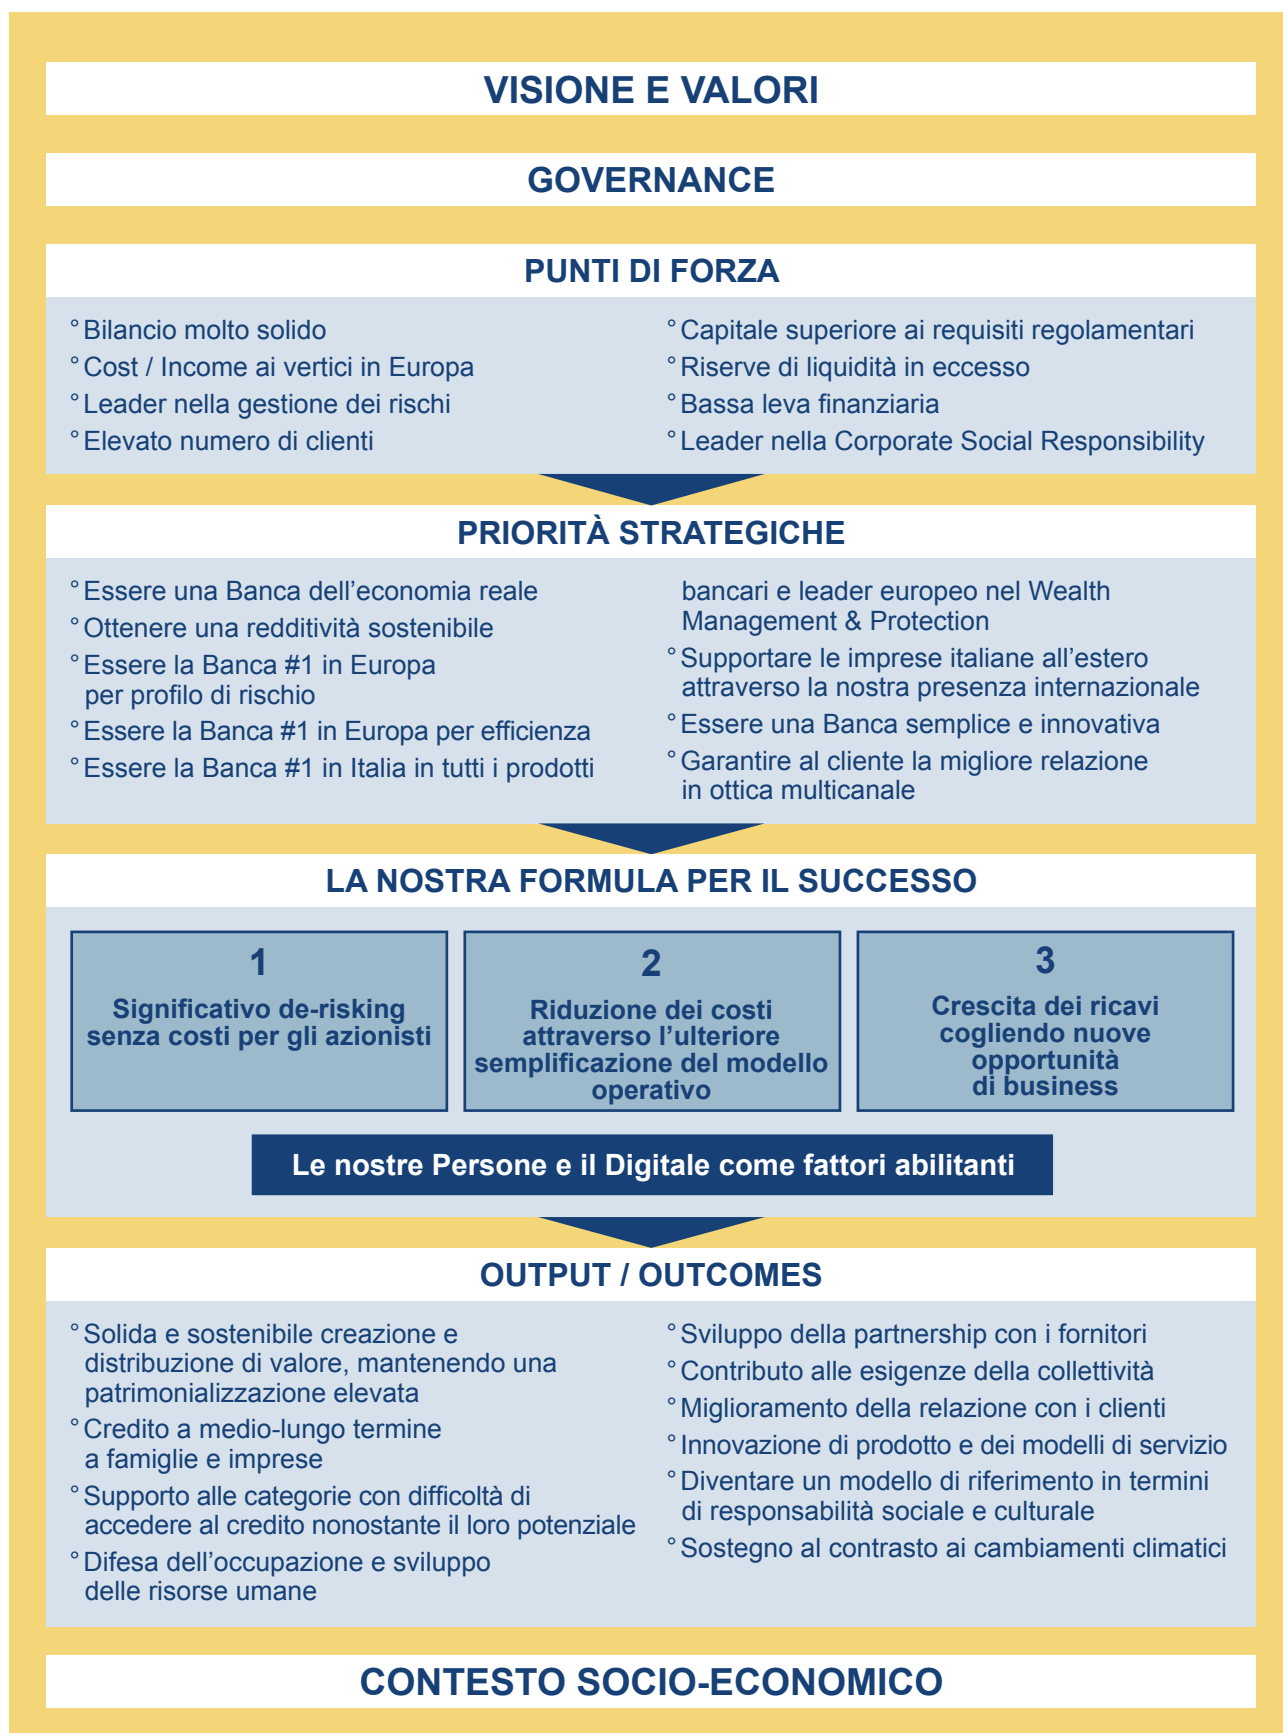 VISIONE E VALORI
GOVERNANCE
PUNTI DI FORZA
° Bilancio molto solido
° Cost / Income ai vertici in Europa
° Leader nella gestione dei rischi
° Elevato numero di clienti
° Capitale superiore ai requisiti regolamentari
° Riserve di liquidità in eccesso
° Bassa leva finanziaria
° Leader nella Corporate Social Responsibility
PRIORITÀ STRATEGICHE
° Essere una Banca dell'economia reale
° Ottenere una redditività sostenibile
° Essere la Banca #1 in Europa
per profilo di rischio
° Essere la Banca #1 in Europa per efficienza
° Essere la Banca #1 in Italia in tutti i prodotti
bancari e leader europeo nel Wealth
Management & Protection
° Supportare le imprese italiane all'estero
attraverso la nostra presenza internazionale
° Essere una Banca semplice e innovativa
° Garantire al cliente la migliore relazione
in ottica multicanale
LA NOSTRA FORMULA PER IL SUCCESSO
1
Significativo de-risking
senza costi per gli azionisti
2
Riduzione dei costi
attraverso l'ulteriore
semplificazione del modello
operativo
3
Crescita dei ricavi
cogliendo nuove
opportunità
di business
Le nostre Persone e il Digitale come fattori abilitanti
OUTPUT / OUTCOMES
° Solida e sostenibile creazione e
distribuzione di valore, mantenendo una
patrimonializzazione elevata
° Credito a medio-lungo termine
a famiglie e imprese
° Supporto alle categorie con difficoltà di
accedere al credito nonostante il loro potenziale
° Difesa dell'occupazione e sviluppo
delle risorse umane
° Sviluppo della partnership con i fornitori
° Contributo alle esigenze della collettività
° Miglioramento della relazione con i clienti
° Innovazione di prodotto e dei modelli di servizio
° Diventare un modello di riferimento in termini
di responsabilità sociale e culturale
° Sostegno al contrasto ai cambiamenti climatici
CONTESTO SOCIO-ECONOMICO